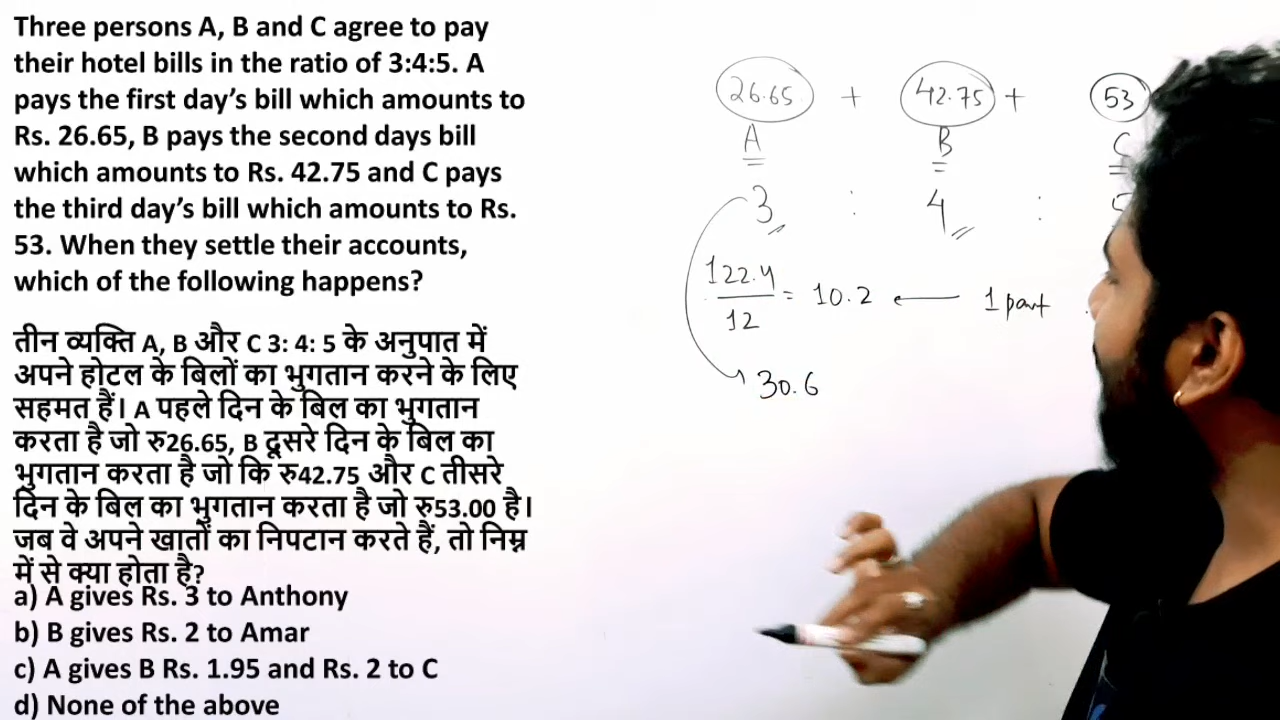 Three persons A, B and C agree to pay
their hotel bills in the ratio of 3:4:5. A
pays the first day’s bill which amounts to
Rs. 26.65, B pays the second days bill
which amounts to Rs. 42.75 and C pays
the third day’s bill which amounts to Rs.
53. When they settle their accounts,
which of the following happens?
तीन व्यक्ति A, B और C 3: 4: 5 के अनुपात में
अपने होटल के बिलों का भुगतान करने के लिए
सहमत हैं। A पहले दिन के बिल का भुगतान
करता है जो रु26.65, B दूसरे दिन के बिल का
भुगतान करता है जो कि रु42.75 और C तीसरे
दिन के बिल का भुगतान करता है जो रु53.00 है।
जब वे अपने खातों का निपटान करते हैं, तो निम्न
में से क्या होता है?
a) A gives Rs. 3 to Anthony
b) B gives Rs. 2 to Amar
c) A gives B Rs. 1.95 and Rs. 2 to C
d) None of the above
26.65 + 42.75 + 53
A B C
3 : 4 :
122.4
12
= 10.2 ← 1 part
30.6